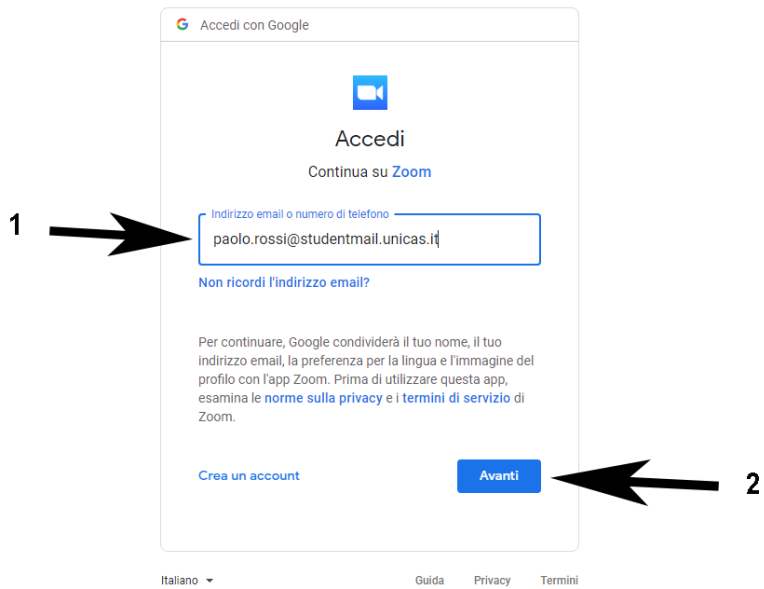 Accedi con Google
Accedi
Continua su Zoom
1
Indirizzo email o numero di telefono
paolo.rossi@studentmail.unicas.it
Non ricordi l'indirizzo email?
Per continuare, Google condividerà il tuo nome, il tuo
indirizzo email, la preferenza per la lingua e l'immagine del
profilo con l'app Zoom. Prima di utilizzare questa app,
esamina le norme sulla privacy e i termini di servizio di
Zoom.
Crea un account
Avanti
2
Italiano
Guida
Privacy
Termini